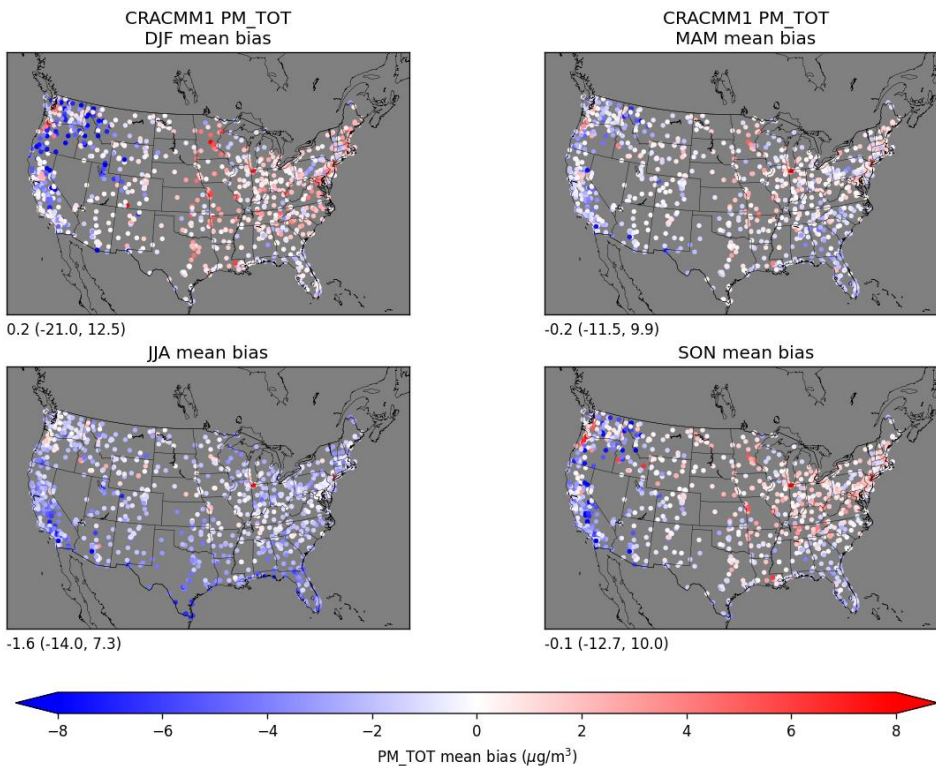 CRACMM1 PM_TOT
DJF mean bias
CRACMM1 PM_TOT
MAM mean bias
0.2 (-21.0, 12.5)
-0.2 (-11.5, 9.9)
JJA mean bias
SON mean bias
-1.6 (-14.0, 7.3)
-0.1 (-12.7, 10.0)
−8 −6 −4 −2 0 2 4 6 8
PM_TOT mean bias (μg/m³)